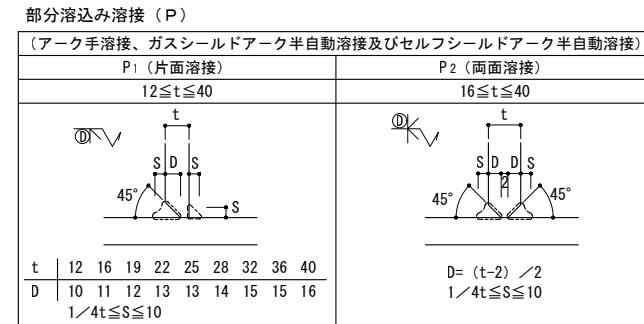 部分溶込み溶接（P）
（アーク手溶接、ガスシールドアーク半自動溶接及びセルフシールドアーク半自動溶接）
P1（片面溶接）
12≦t≦40
t
D
S D S
45°
S
t 12 16 19 22 25 28 32 36 40
D 10 11 12 13 13 14 15 15 16
1／4t≦S≦10
P2（両面溶接）
16≦t≦40
t
D
S D D S
2
45° 45°
D=（t-2）／2
1／4t≦S≦10